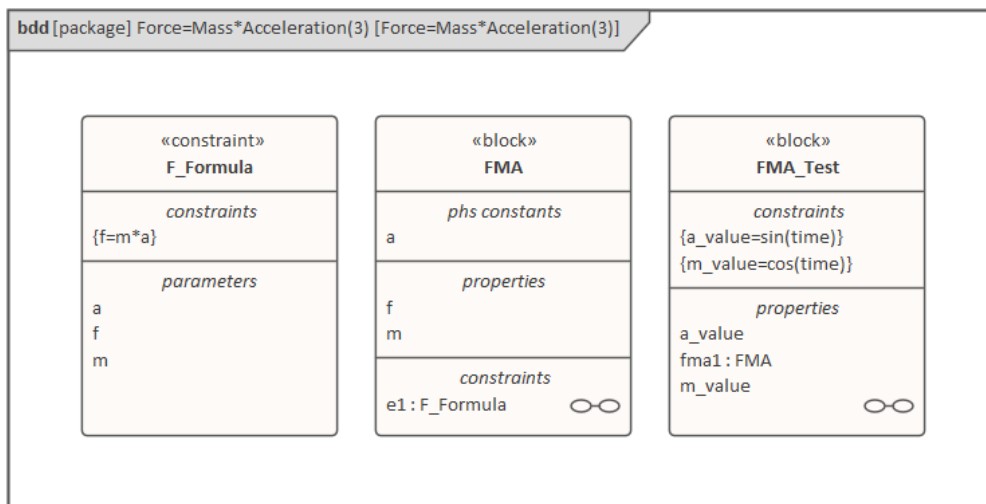 bdd [package] Force=Mass*Acceleration(3) [Force=Mass*Acceleration(3)]
«constraint»
F_Formula
constraints
{f=m*a}
parameters
a
f
m
«block»
FMA
phs constants
a
properties
f
m
constraints
e1 : F_Formula
«block»
FMA_Test
constraints
{a_value=sin(time)}
{m_value=cos(time)}
properties
a_value
fma1 : FMA
m_value